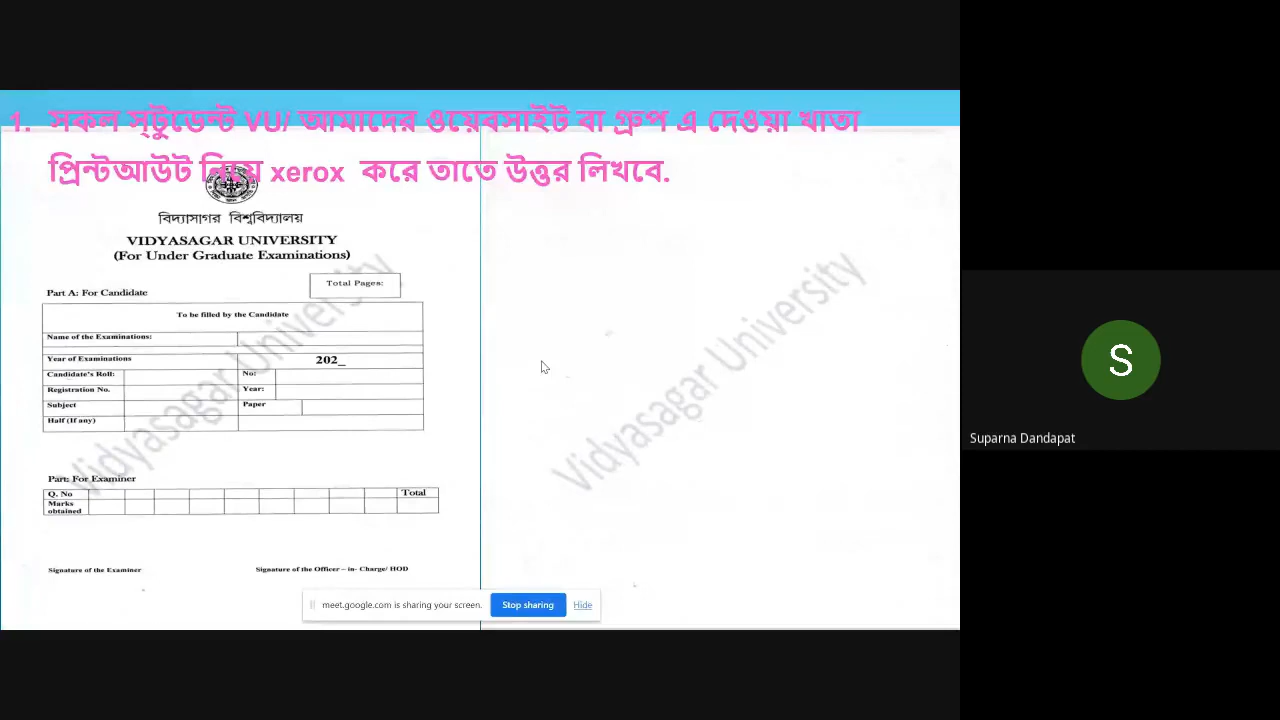 1. সকল স্টুডেন্ট VU/ আমাদের ওয়েবসাইট বা গ্রুপ এ দেওয়া খাতা
প্রিন্টআউট নিয়ে xerox করে তাতে উত্তর লিখবে.
বিদ্যাসাগর বিশ্ববিদ্যালয়
VIDYASAGAR UNIVERSITY
(For Under Graduate Examinations)
Total Pages:
Part A: For Candidate
To be filled by the Candidate
Name of the Examinations:
Year of Examinations 202_
Candidate's Roll: No:
Registration No. Year:
Subject Paper
Half (If any)
Part: For Examiner
Q. No Total
Marks
obtained
Signature of the Examiner Signature of the Officer – in- Charge/ HOD
Vidyasagar University
Vidyasagar University
meet.google.com is sharing your screen. Stop sharing Hide
S
Suparna Dandapat